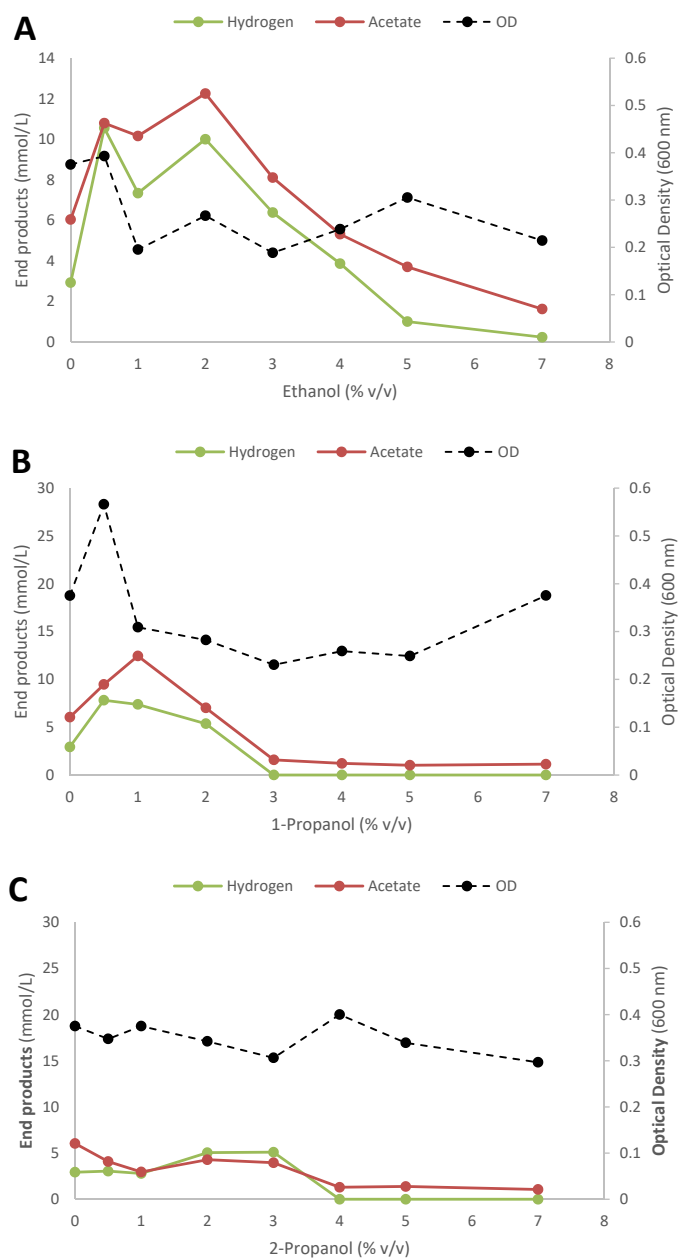 A
Hydrogen Acetate OD
14 0.6
12 0.5
10 0.4
8 0.3
6 0.2
4 0.1
2 0
0
End products (mmol/L)
Optical Density (600 nm)
0 1 2 3 4 5 6 7 8
Ethanol (% v/v)
B
Hydrogen Acetate OD
30 0.6
25 0.5
20 0.4
15 0.3
10 0.2
5 0.1
0 0
End products (mmol/L)
Optical Density (600 nm)
0 1 2 3 4 5 6 7 8
1-Propanol (% v/v)
C
Hydrogen Acetate OD
30 0.6
25 0.5
20 0.4
15 0.3
10 0.2
5 0.1
0 0
End products (mmol/L)
Optical Density (600 nm)
0 1 2 3 4 5 6 7 8
2-Propanol (% v/v)